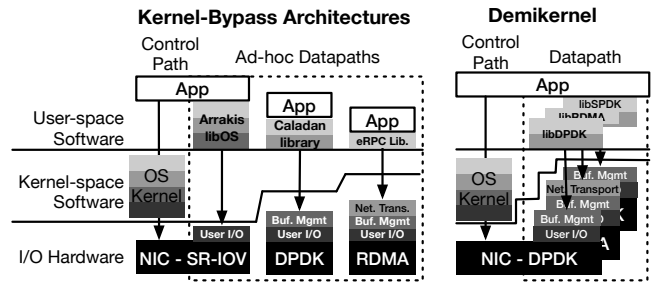 Kernel-Bypass Architectures
Control
Path
Ad-hoc Datapaths
App
User-space
Software
Arrakis
libOS
App
Caladan
library
App
eRPC Lib.
Kernel-space
Software
OS
Kernel
Net. Trans.
Buf. Mgmt
Buf. Mgmt
User I/O
User I/O
User I/O
I/O Hardware
NIC - SR-IOV
DPDK
RDMA
Demikernel
Control
Path
Datapath
App
libSPDK
libRDMA
libDPDK
OS
Kernel
Buf. Mgmt
Net. Transport
Buf. Mgmt
User I/O
NIC - DPDK